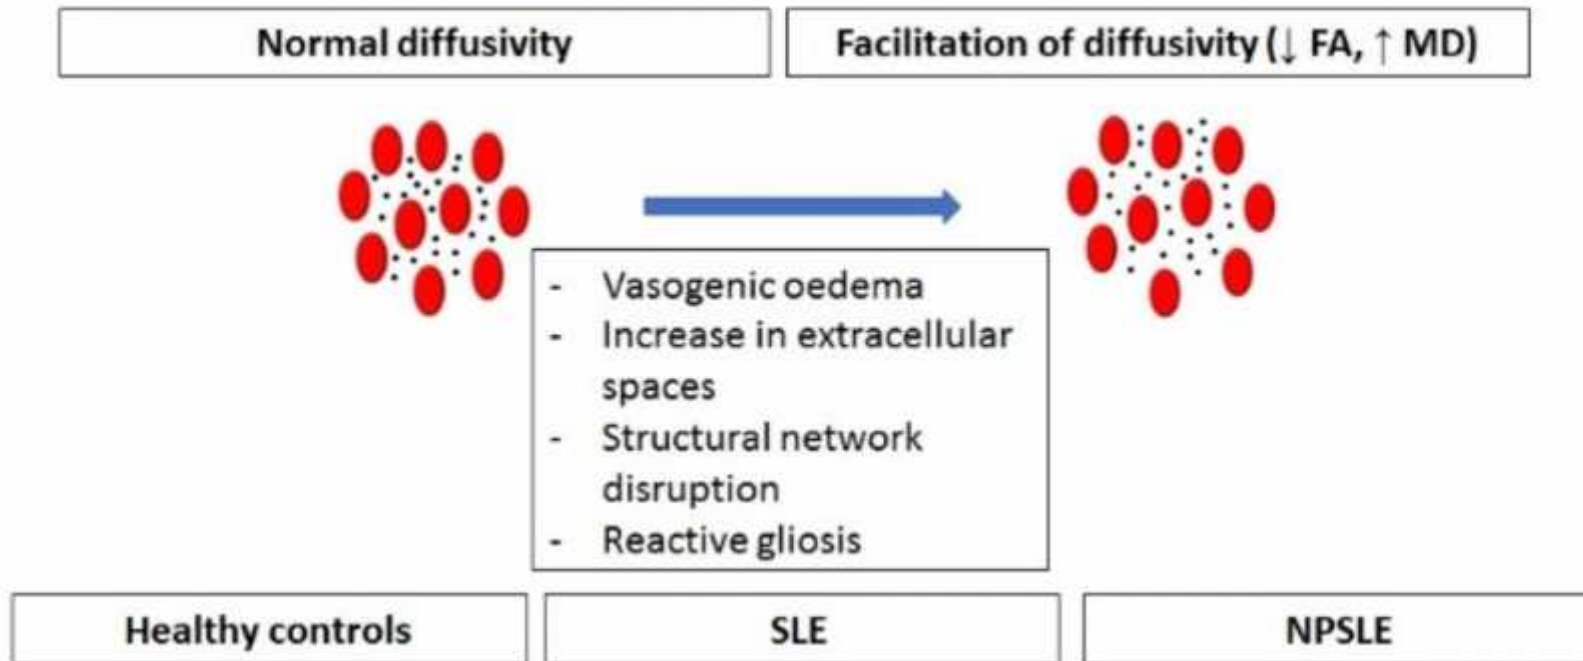 Normal diffusivity
Facilitation of diffusivity (↓ FA, ↑ MD)
- Vasogenic oedema
- Increase in extracellular
spaces
- Structural network
disruption
- Reactive gliosis
Healthy controls
SLE
NPSLE